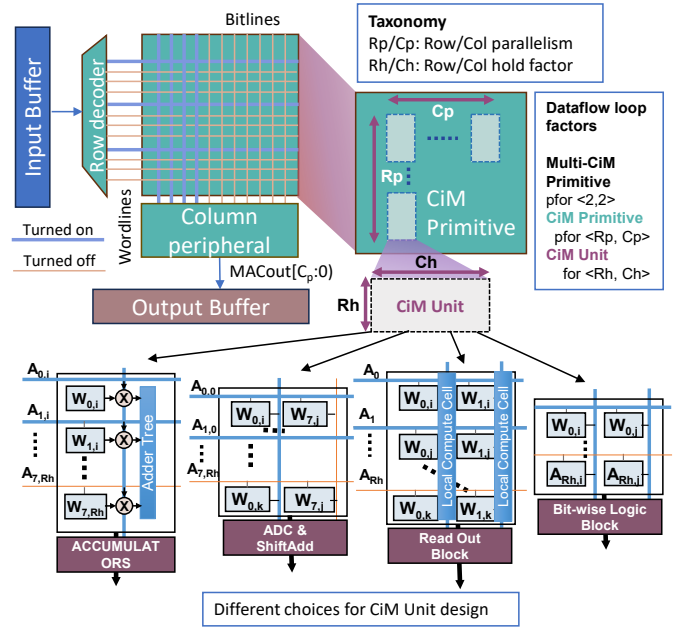 Bitlines
Input Buffer
Row decoder
Wordlines
Turned on
Turned off
Column
peripheral
MACout[Cp:0)
Output Buffer
Taxonomy
Rp/Cp: Row/Col parallelism
Rh/Ch: Row/Col hold factor
Cp
Rp
CiM
Primitive
Dataflow loop
factors
Multi-CiM
Primitive
pfor <2,2>
CiM Primitive
pfor <Rp, Cp>
CiM Unit
for <Rh, Ch>
Ch
Rh
CiM Unit
A0,i
W0,i
X
A1,i
W1,i
X
A7,Rh
W7,Rh
X
Adder Tree
ACCUMULAT
ORS
A0,0
W0,i
W7,j
A1,0
A7,Rh
W0,k
W7,j
ADC &
ShiftAdd
A0
W0,i
W1,i
A1
W0,j
W1,j
ARh
W0,k
W1,k
Local Compute Cell
Local Compute Cell
Read Out
Block
W0,i
W0,j
ARh,i
ARh,j
Bit-wise Logic
Block
Different choices for CiM Unit design